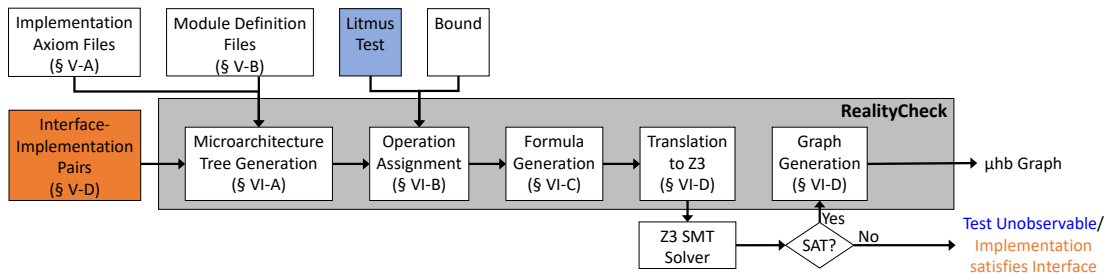 Implementation
Axiom Files
(§ V-A)
Module Definition
Files
(§ V-B)
Litmus
Test
Bound
RealityCheck
Interface-
Implementation
Pairs
(§ V-D)
Microarchitecture
Tree Generation
(§ VI-A)
Operation
Assignment
(§ VI-B)
Formula
Generation
(§ VI-C)
Translation
to Z3
(§ VI-D)
Graph
Generation
(§ VI-D)
μhb Graph
Yes
Z3 SMT
Solver
SAT?
No
Test Unobservable/
Implementation
satisfies Interface